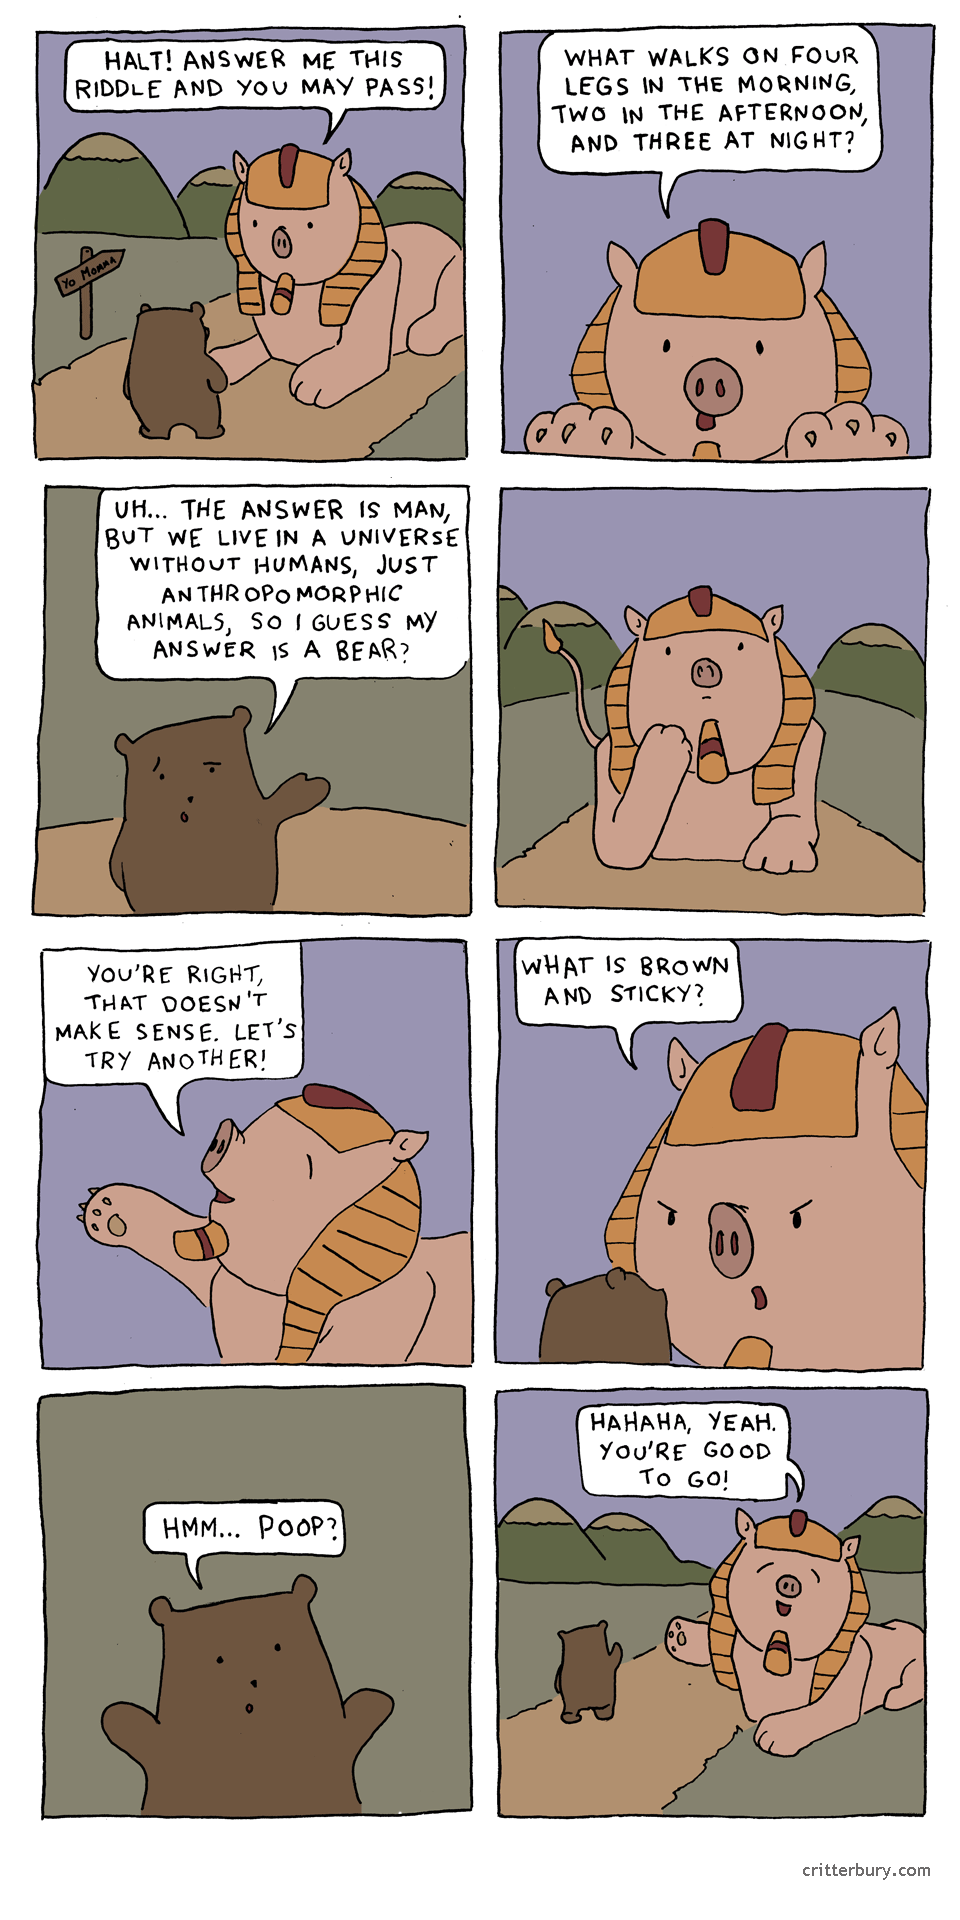 HALT! ANSWER ME THIS
RIDDLE AND YOU MAY PASS!
YO MOMMA
WHAT WALKS ON FOUR
LEGS IN THE MORNING,
TWO IN THE AFTERNOON,
AND THREE AT NIGHT?
UH... THE ANSWER IS MAN,
BUT WE LIVE IN A UNIVERSE
WITHOUT HUMANS, JUST
ANTHROPOMORPHIC
ANIMALS, SO I GUESS MY
ANSWER IS A BEAR?
YOU'RE RIGHT,
THAT DOESN'T
MAKE SENSE. LET'S
TRY ANOTHER!
WHAT IS BROWN
AND STICKY?
HMM... POOP?
HAHAHA, YEAH.
YOU'RE GOOD
TO GO!
critterbury.com